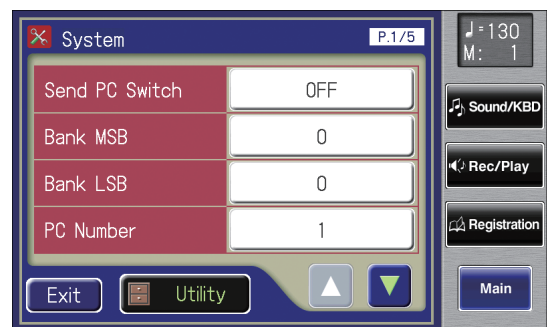 System P.1/5
Send PC Switch OFF
Bank MSB 0
Bank LSB 0
PC Number 1
Exit Utility
♩=130
M: 1
Sound/KBD
Rec/Play
Registration
Main